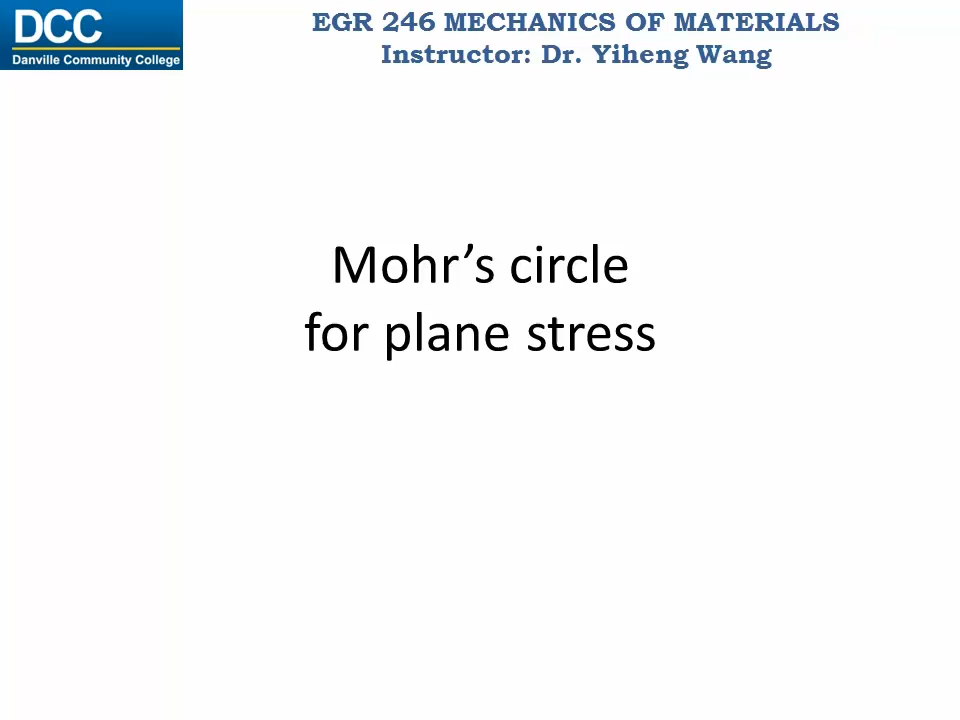 DCC
Danville Community College
EGR 246 MECHANICS OF MATERIALS
Instructor: Dr. Yiheng Wang
Mohr’s circle
for plane stress